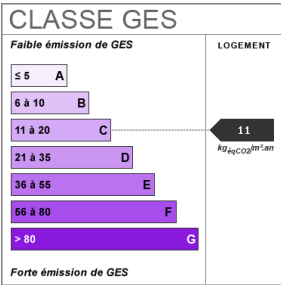 CLASSE GES
Faible émission de GES
LOGEMENT
≤ 5 A
6 à 10 B
11 à 20 C
11
kgéqCO2/m².an
21 à 35 D
36 à 55 E
56 à 80 F
> 80 G
Forte émission de GES